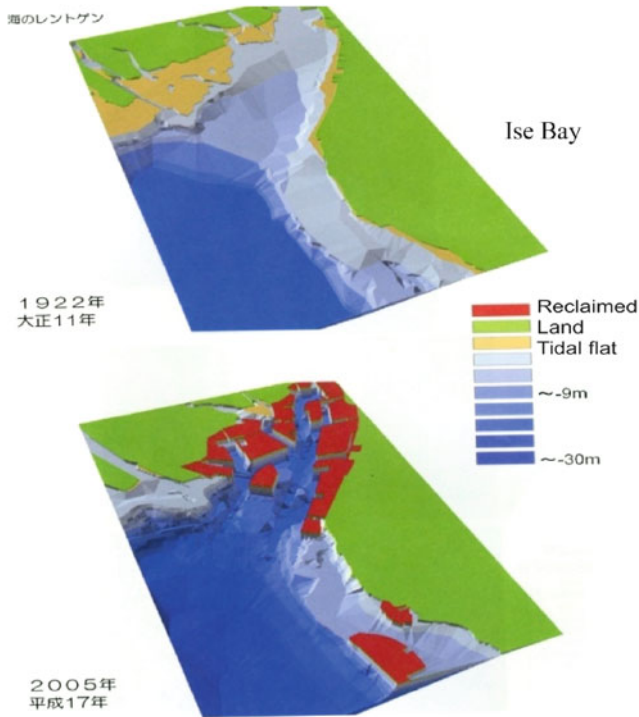 海のレントゲン
Ise Bay
1922年
大正11年
Reclaimed
Land
Tidal flat
～-9m
～-30m
2005年
平成17年